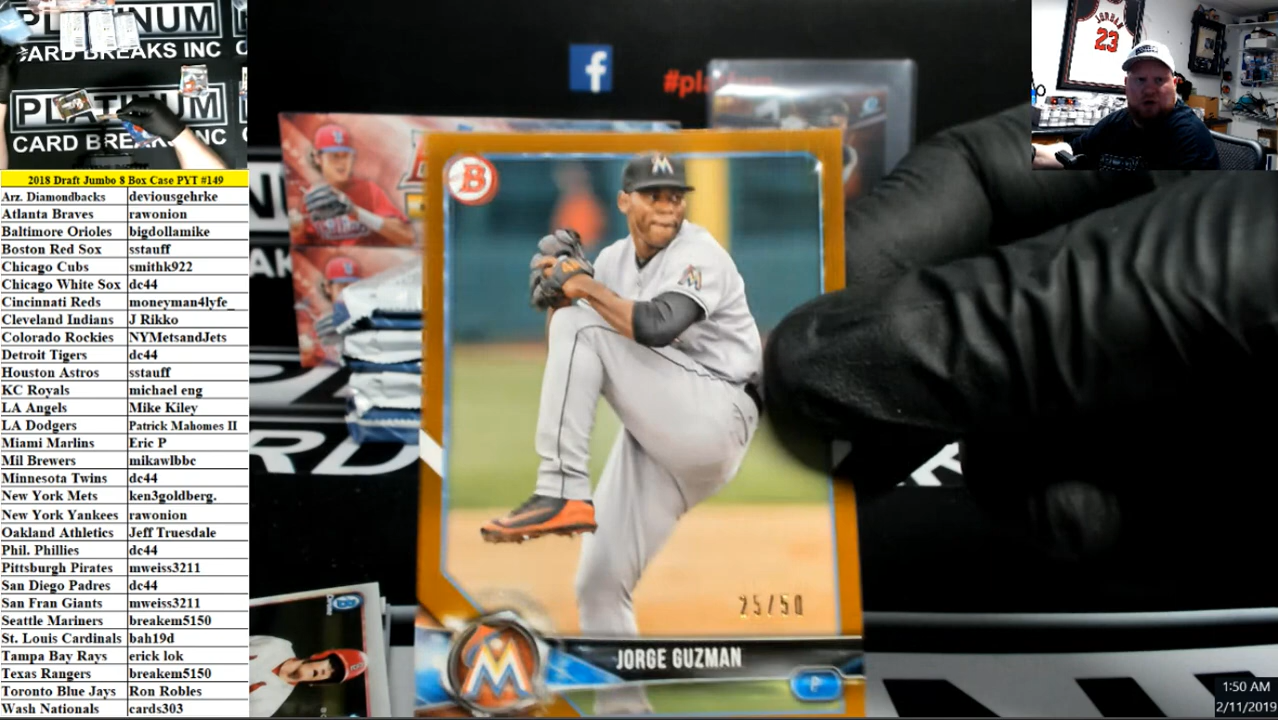 PLATINUM
CARD BREAKS INC
PLATINUM
CARD BREAKS INC
2018 Draft Jumbo 8 Box Case PYT #149
Arz. Diamondbacks deviousgehrke
Atlanta Braves rawonion
Baltimore Orioles bigdollamike
Boston Red Sox sstauff
Chicago Cubs smithk922
Chicago White Sox dc44
Cincinnati Reds moneyman4lyfe_
Cleveland Indians J Rikko
Colorado Rockies NYMetsandJets
Detroit Tigers dc44
Houston Astros sstauff
KC Royals michael eng
LA Angels Mike Kiley
LA Dodgers Patrick Mahomes II
Miami Marlins Eric P
Mil Brewers mikawlbbc
Minnesota Twins dc44
New York Mets ken3goldberg.
New York Yankees rawonion
Oakland Athletics Jeff Truesdale
Phil. Phillies dc44
Pittsburgh Pirates mweiss3211
San Diego Padres dc44
San Fran Giants mweiss3211
Seattle Mariners breakem5150
St. Louis Cardinals bah19d
Tampa Bay Rays erick lok
Texas Rangers breakem5150
Toronto Blue Jays Ron Robles
Wash Nationals cards303
f
B
M
M
25/50
M
JORGE GUZMAN
P
JORDAN
23
1:50 AM
2/11/2019